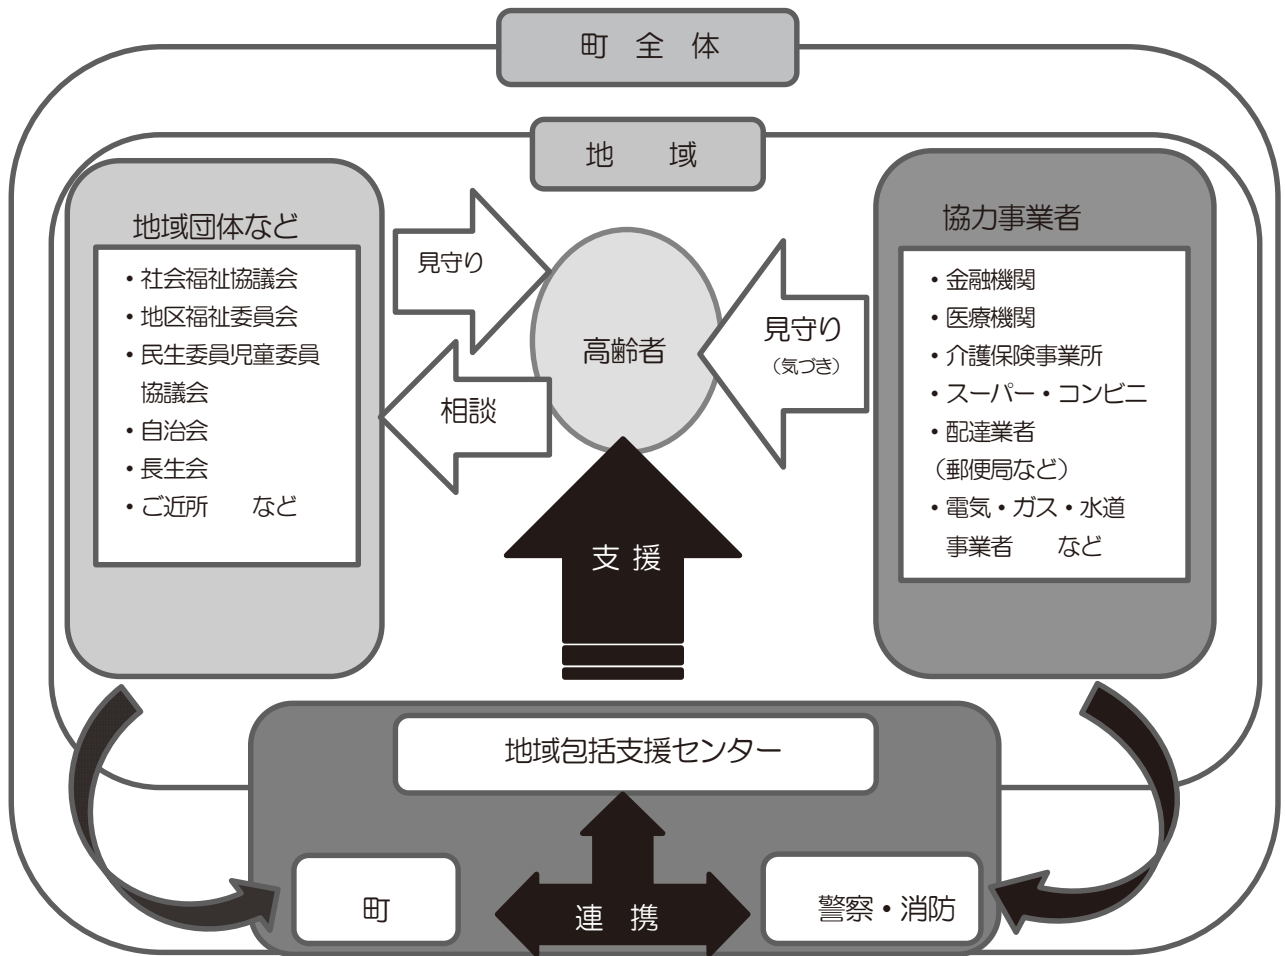 町 全 体
地 域
地域団体など
・社会福祉協議会
・地区福祉委員会
・民生委員児童委員
協議会
・自治会
・長生会
・ご近所 など
見守り
相談
高齢者
見守り
(気づき)
協力事業者
・金融機関
・医療機関
・介護保険事業所
・スーパー・コンビニ
・配達業者
(郵便局など)
・電気・ガス・水道
事業者 など
支 援
地域包括支援センター
町
連 携
警察・消防